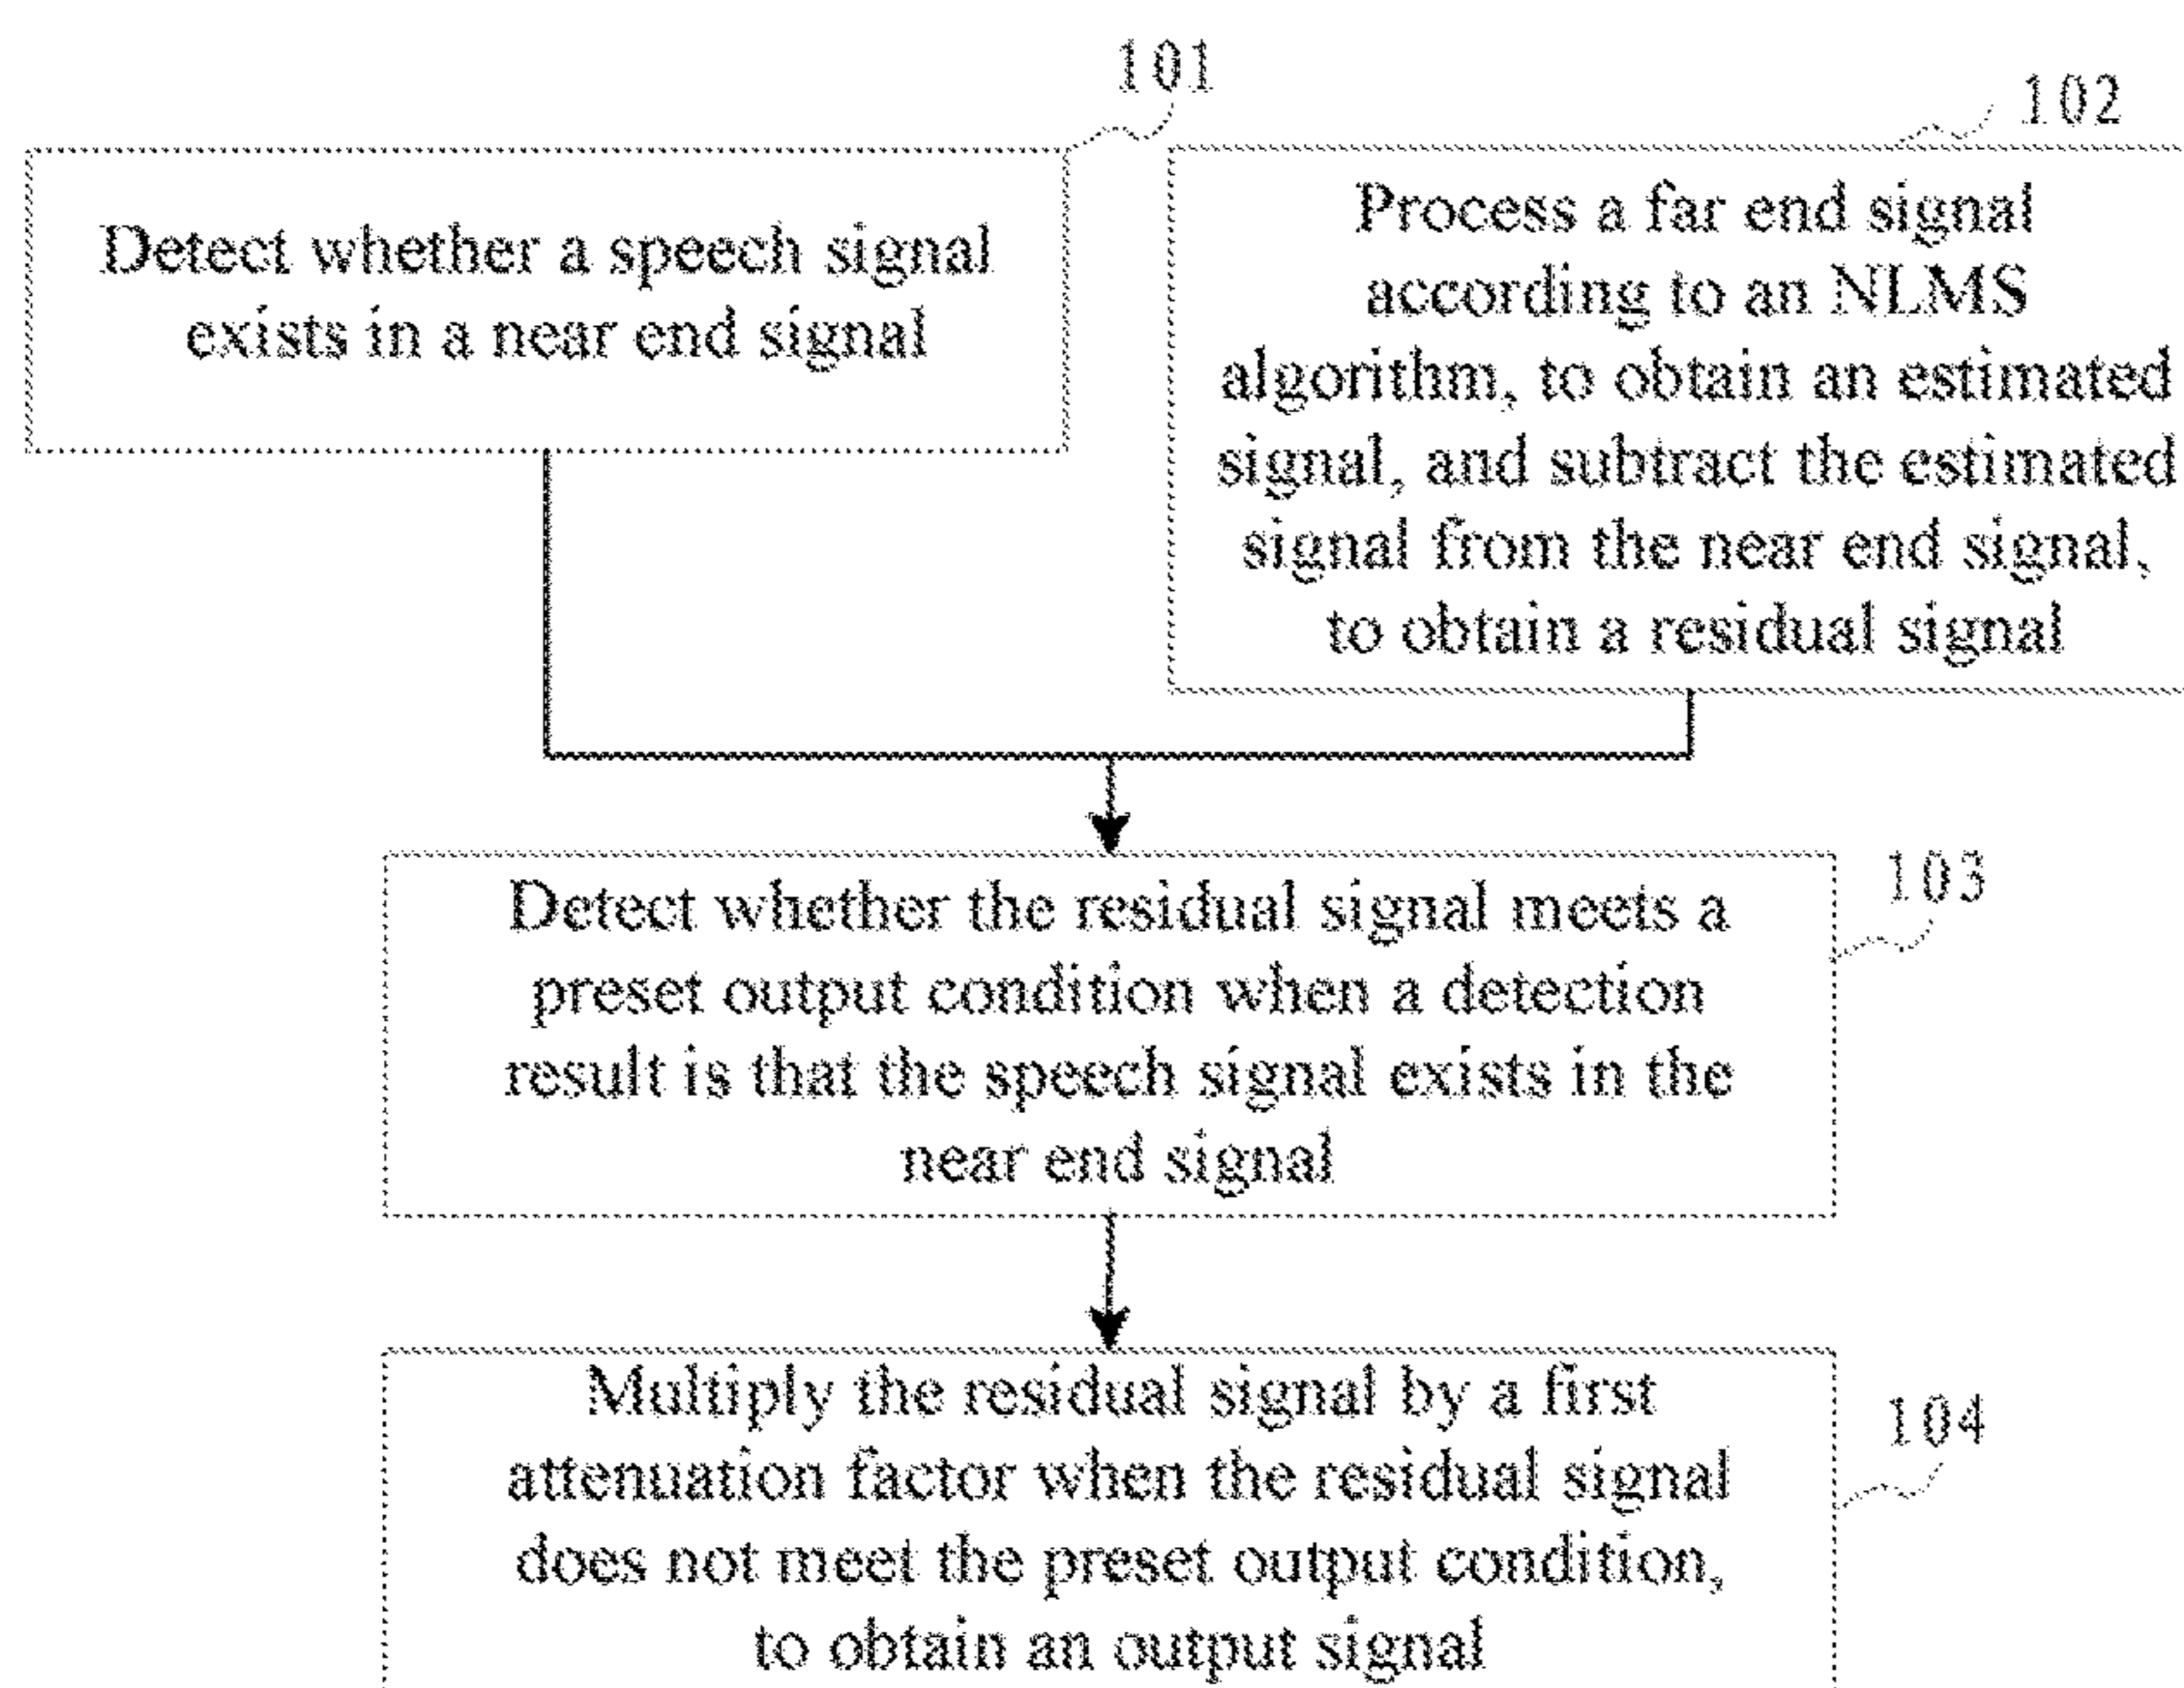 101
Detect whether a speech signal
exists in a near end signal
102
Process a far end signal
according to an NLMS
algorithm, to obtain an estimated
signal, and subtract the estimated
signal from the near end signal,
to obtain a residual signal
103
Detect whether the residual signal meets a
preset output condition when a detection
result is that the speech signal exists in the
near end signal
104
Multiply the residual signal by a first
attenuation factor when the residual signal
does not meet the preset output condition,
to obtain an output signal